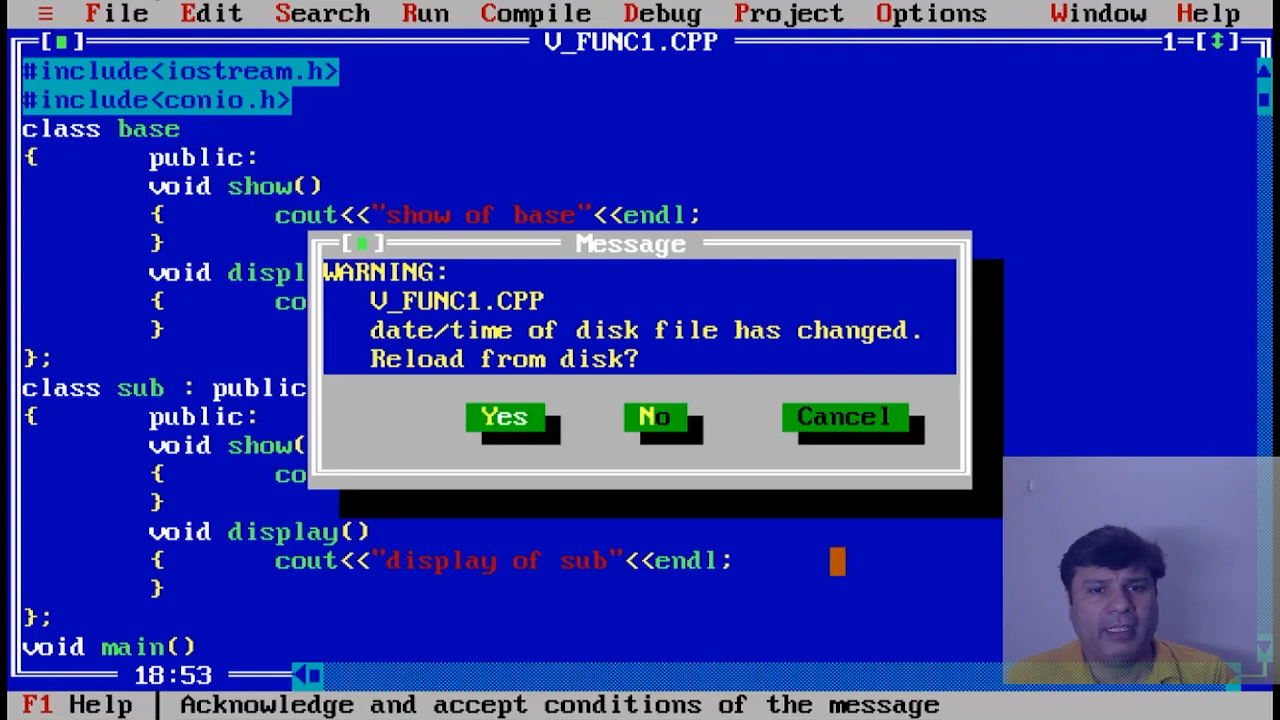 ≡ File Edit Search Run Compile Debug Project Options Window Help
[■] V_FUNC1.CPP 1=[↕]
#include<iostream.h>
#include<conio.h>
class base
{ public:
void show()
{ cout<<"show of base"<<endl;
}
void displ
{ co
}
};
class sub : public
{ public:
void show(
{ co
}
void display()
{ cout<<"display of sub"<<endl;
}
};
void main()
18:53
[■] Message
WARNING:
V_FUNC1.CPP
date/time of disk file has changed.
Reload from disk?
Yes No Cancel
F1 Help | Acknowledge and accept conditions of the message